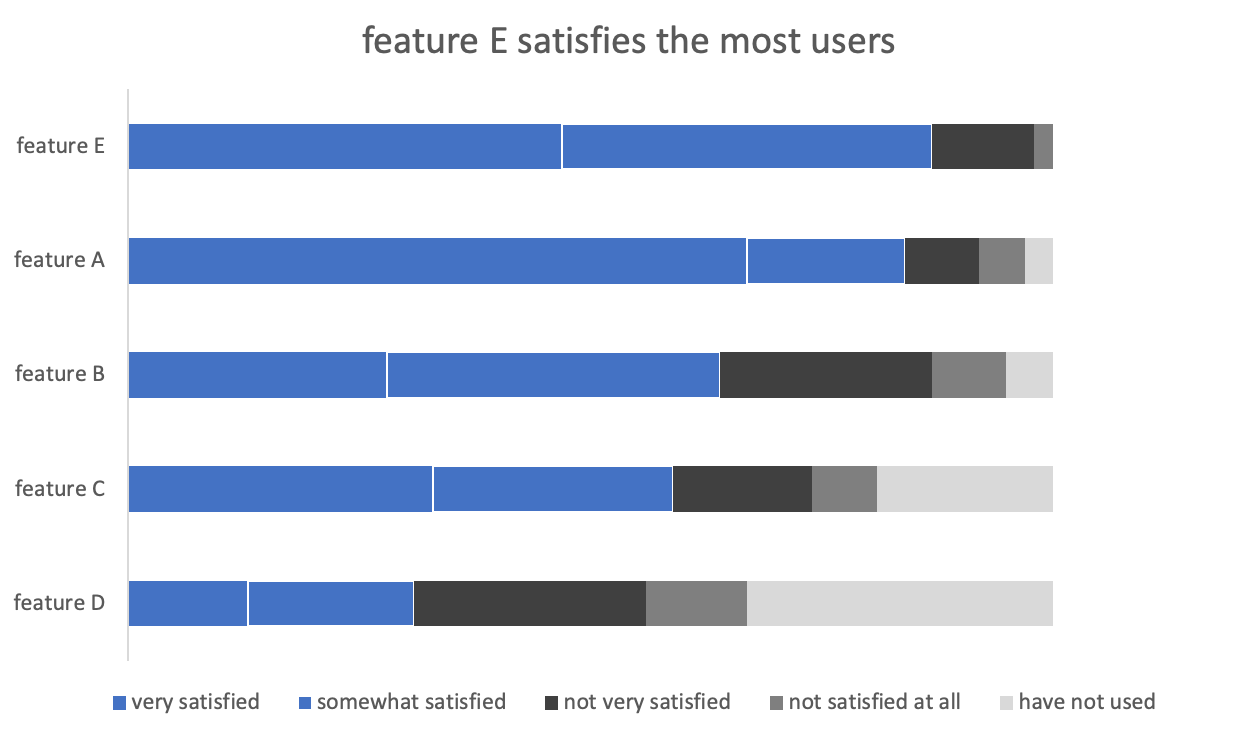 feature E satisfies the most users
feature E
feature A
feature B
feature C
feature D
very satisfied somewhat satisfied not very satisfied not satisfied at all have not used